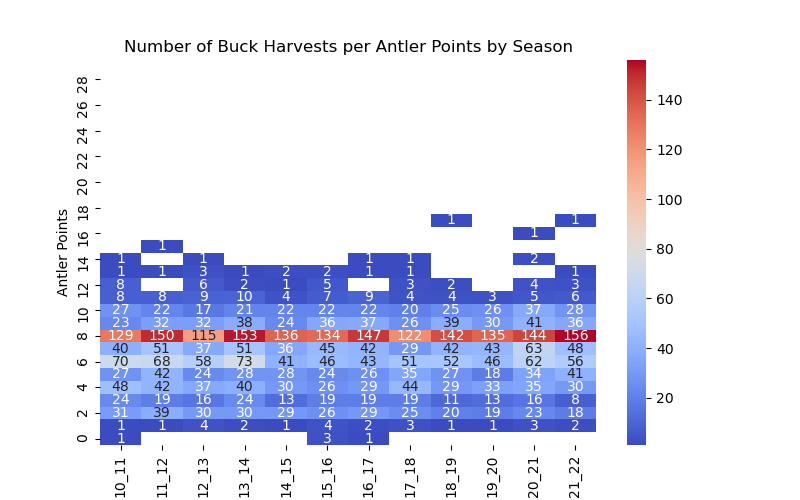 Number of Buck Harvests per Antler Points by Season
Antler Points
28
26
24
22
20
18
1 1
16 1
1
14 1 1 1 1 2
1 1 3 1 2 2 1 1 1
12 8 6 2 1 5 3 2 4 3
8 8 9 10 4 7 9 4 4 3 5 6
10 27 22 17 21 22 22 22 20 25 26 37 28
23 32 32 38 24 36 37 26 39 30 41 36
8 129 150 115 153 136 134 147 122 142 135 144 156
40 51 37 51 36 45 42 29 42 43 63 48
6 70 68 58 73 41 46 43 51 52 46 62 56
27 42 24 28 28 24 26 35 27 18 34 41
4 48 42 37 40 30 26 29 44 29 33 35 30
24 19 16 24 13 19 19 19 11 13 16 8
2 31 39 30 30 29 26 29 25 20 19 23 18
1 1 4 2 1 4 2 3 1 1 3 2
0 1 3 1
10_11 11_12 12_13 13_14 14_15 15_16 16_17 17_18 18_19 19_20 20_21 21_22
140
120
100
80
60
40
20